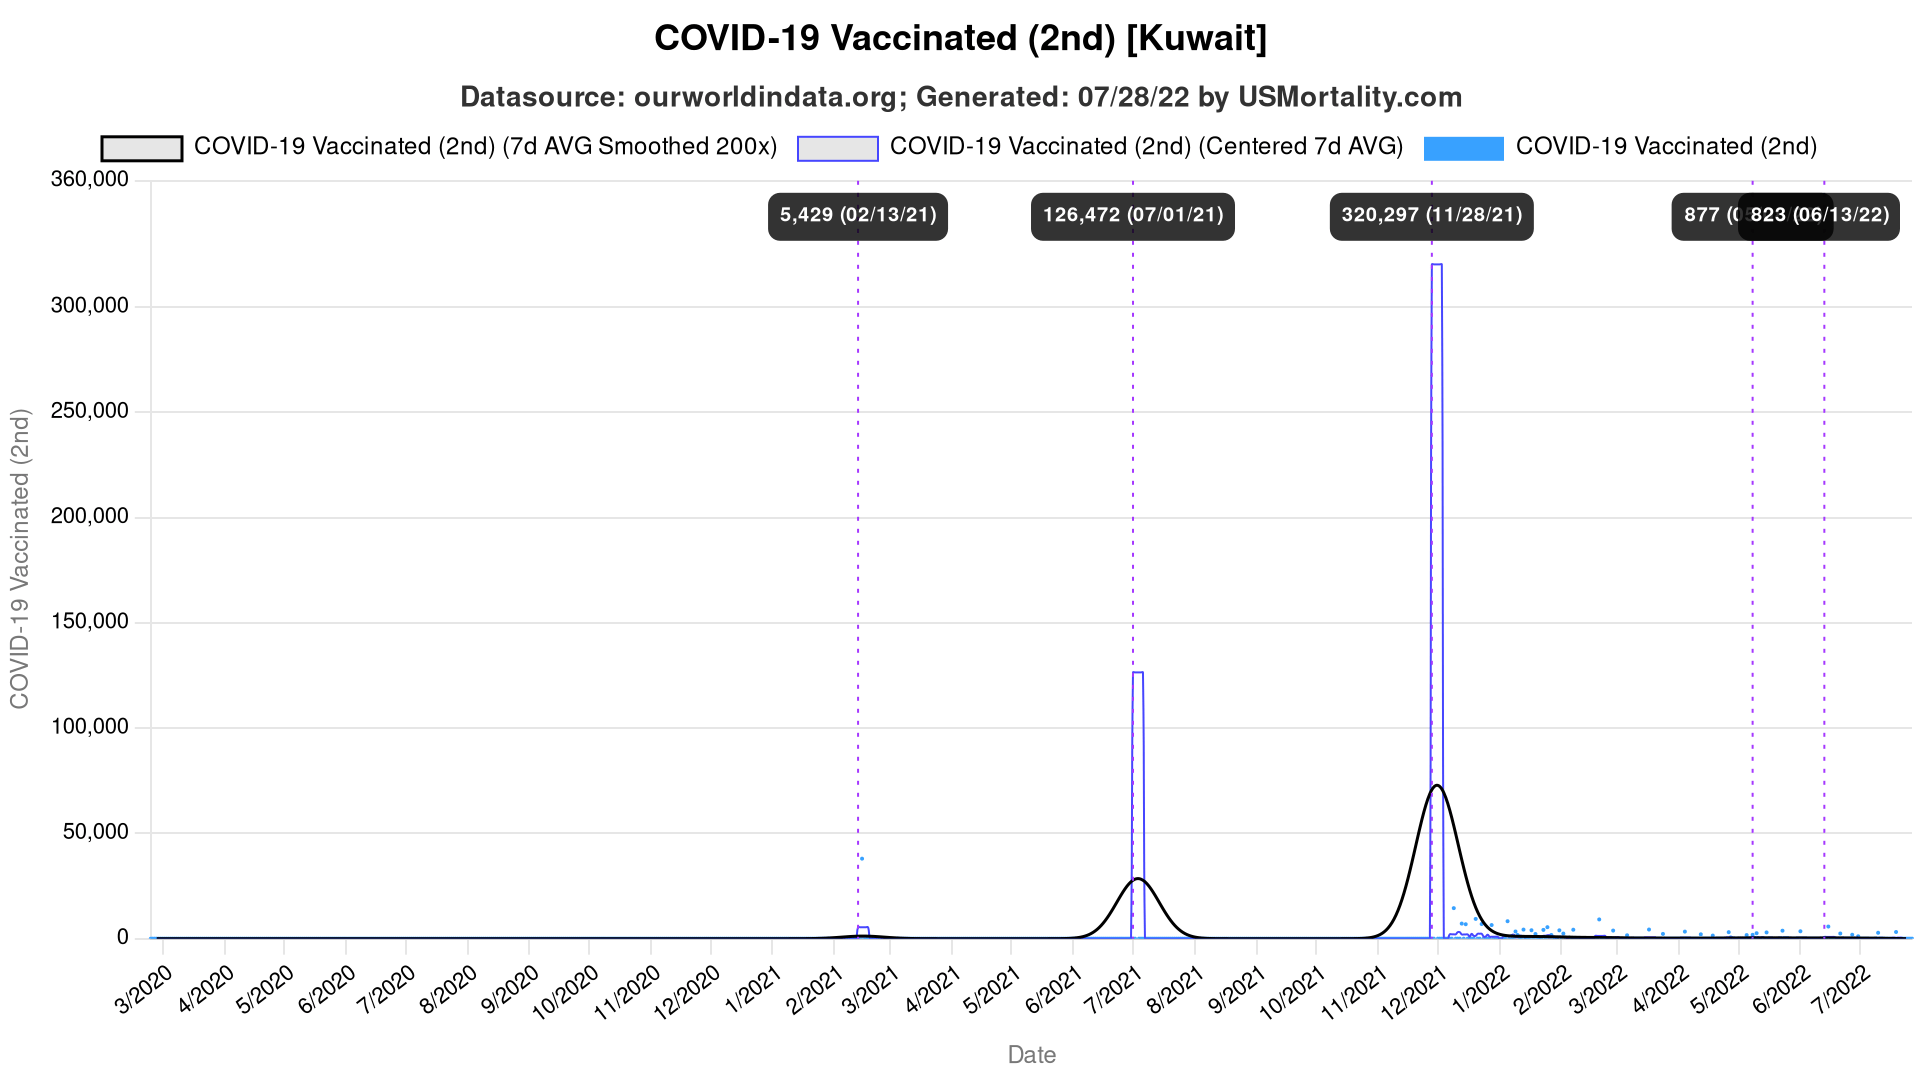 COVID-19 Vaccinated (2nd) [Kuwait]
Datasource: ourworldindata.org; Generated: 07/28/22 by USMortality.com
COVID-19 Vaccinated (2nd) (7d AVG Smoothed 200x) COVID-19 Vaccinated (2nd) (Centered 7d AVG) COVID-19 Vaccinated (2nd)
360,000
5,429 (02/13/21) 126,472 (07/01/21) 320,297 (11/28/21) 877 823 (06/13/22)
300,000
250,000
200,000
150,000
100,000
50,000
0
COVID-19 Vaccinated (2nd)
3/2020 4/2020 5/2020 6/2020 7/2020 8/2020 9/2020 10/2020 11/2020 12/2020 1/2021 2/2021 3/2021 4/2021 5/2021 6/2021 7/2021 8/2021 9/2021 10/2021 11/2021 12/2021 1/2022 2/2022 3/2022 4/2022 5/2022 6/2022 7/2022
Date